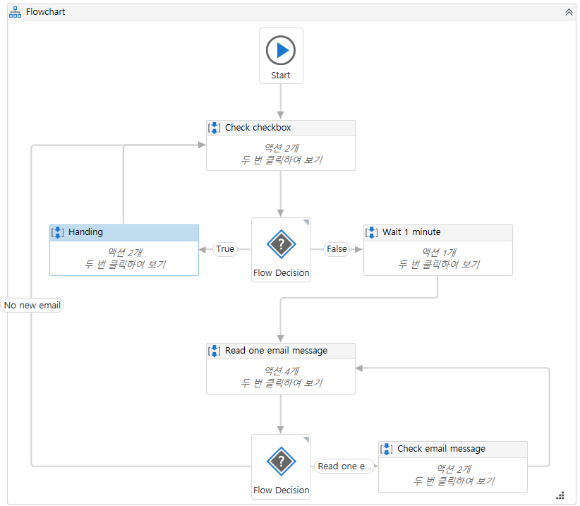 Flowchart
Start
Check checkbox
액션 2개
두 번 클릭하여 보기
Handing
액션 2개
두 번 클릭하여 보기
True
Flow Decision
False
Wait 1 minute
액션 1개
두 번 클릭하여 보기
No new email
Read one email message
액션 4개
두 번 클릭하여 보기
Flow Decision
Read one e...
Check email message
액션 2개
두 번 클릭하여 보기